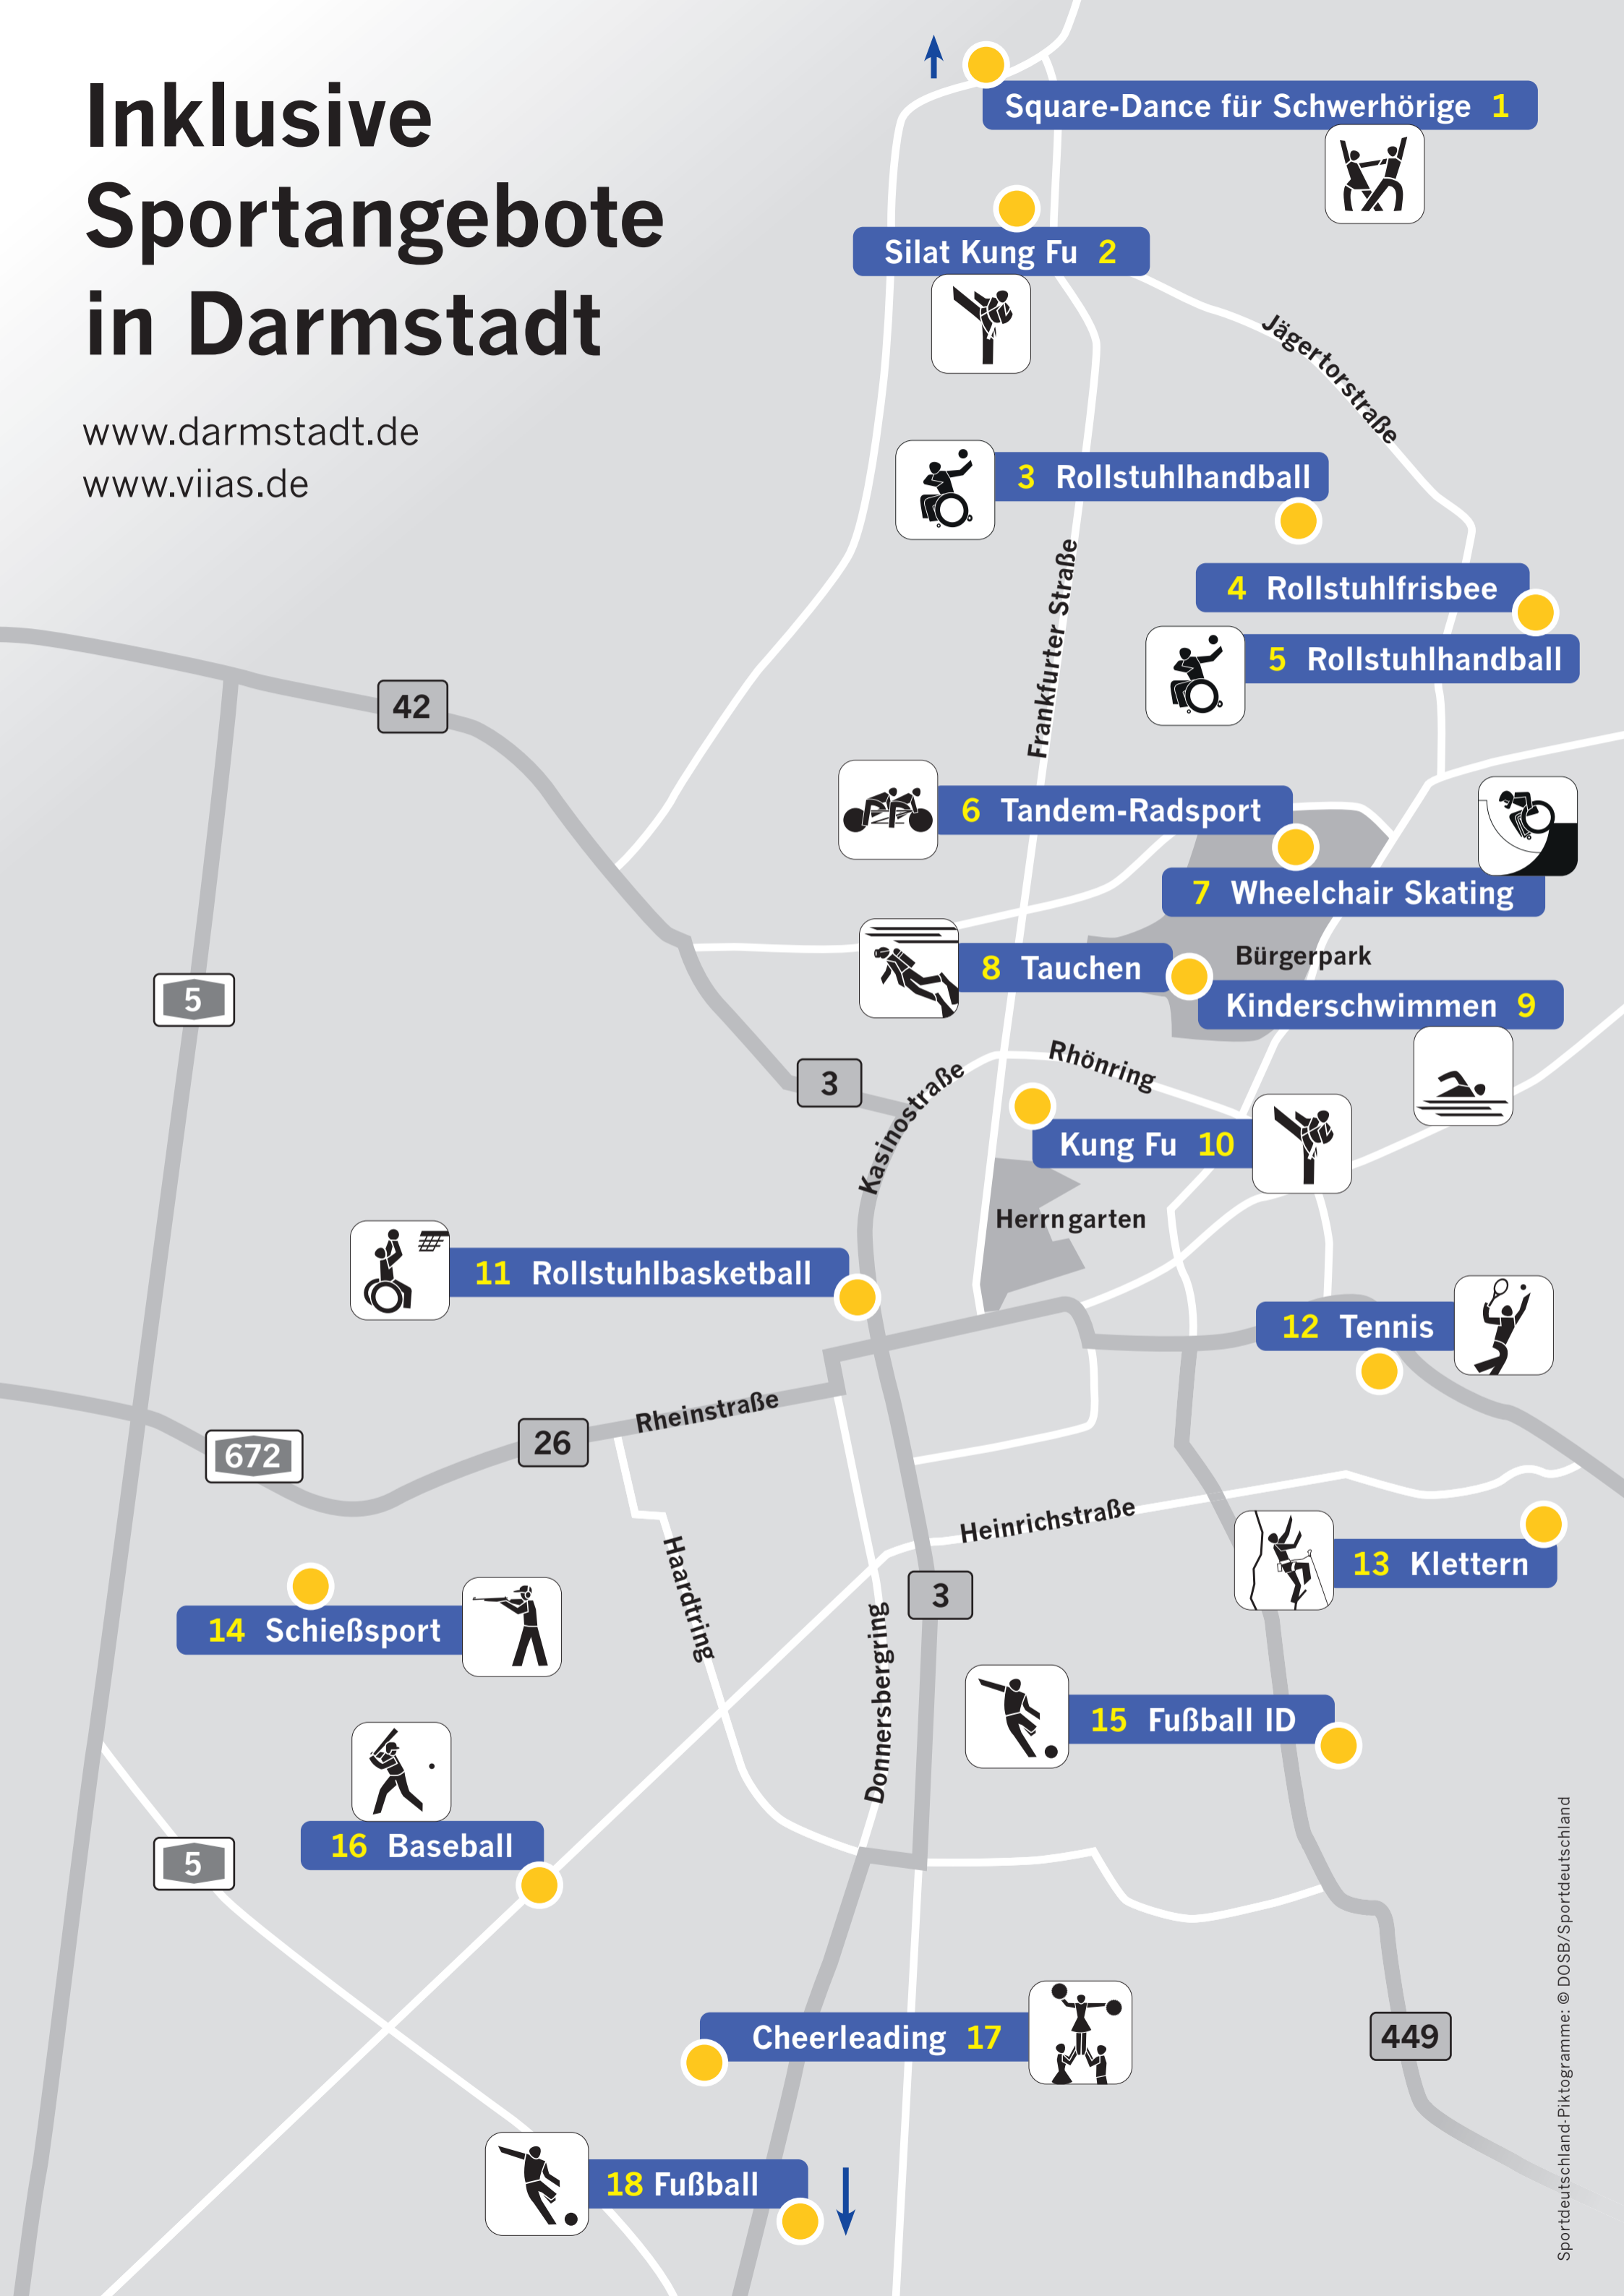 Inklusive
Sportangebote
in Darmstadt
www.darmstadt.de
www.viias.de
Square-Dance für Schwerhörige 1
Silat Kung Fu 2
Jägertorstraße
3 Rollstuhlhandball
Frankfurter Straße
4 Rollstuhlfrisbee
5 Rollstuhlhandball
42
6 Tandem-Radsport
7 Wheelchair Skating
Bürgerpark
8 Tauchen
Kinderschwimmen 9
5
3
Kasinostraße
Rhönring
Kung Fu 10
Herrngarten
11 Rollstuhlbasketball
12 Tennis
Rheinstraße
26
672
Heinrichstraße
Haardtring
13 Klettern
3
14 Schießsport
Donnersbergring
15 Fußball ID
16 Baseball
5
Cheerleading 17
449
18 Fußball
Sportdeutschland-Piktogramme: © DOSB/Sportdeutschland